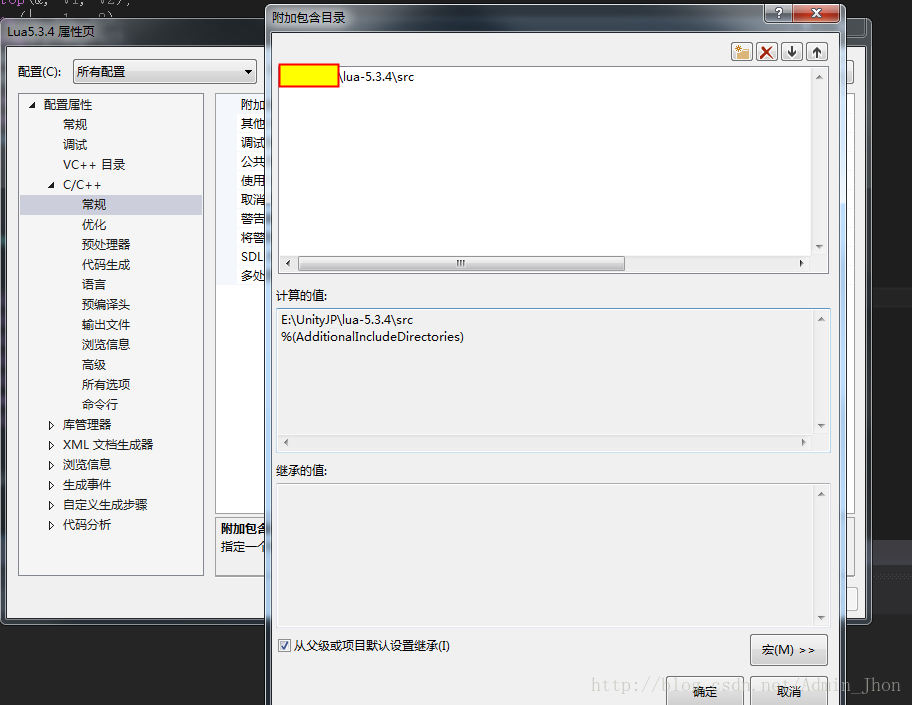 附加包含目录
Lua5.3.4 属性页
配置(C):
所有配置
配置属性
常规
调试
VC++ 目录
C/C++
常规
优化
预处理器
代码生成
语言
预编译头
输出文件
浏览信息
高级
所有选项
命令行
库管理器
XML 文档生成器
浏览信息
生成事件
自定义生成步骤
代码分析
附加
其他
调试
公共
使用
取消
警告
将警
SDL
多处
附加包含
指定一个
\lua-5.3.4\src
计算的值:
E:\UnityJP\lua-5.3.4\src
%(AdditionalIncludeDirectories)
继承的值:
从父级或项目默认设置继承(I)
宏(M) >>
确定
取消
http://blog.csdn.net/Admin_Jhon